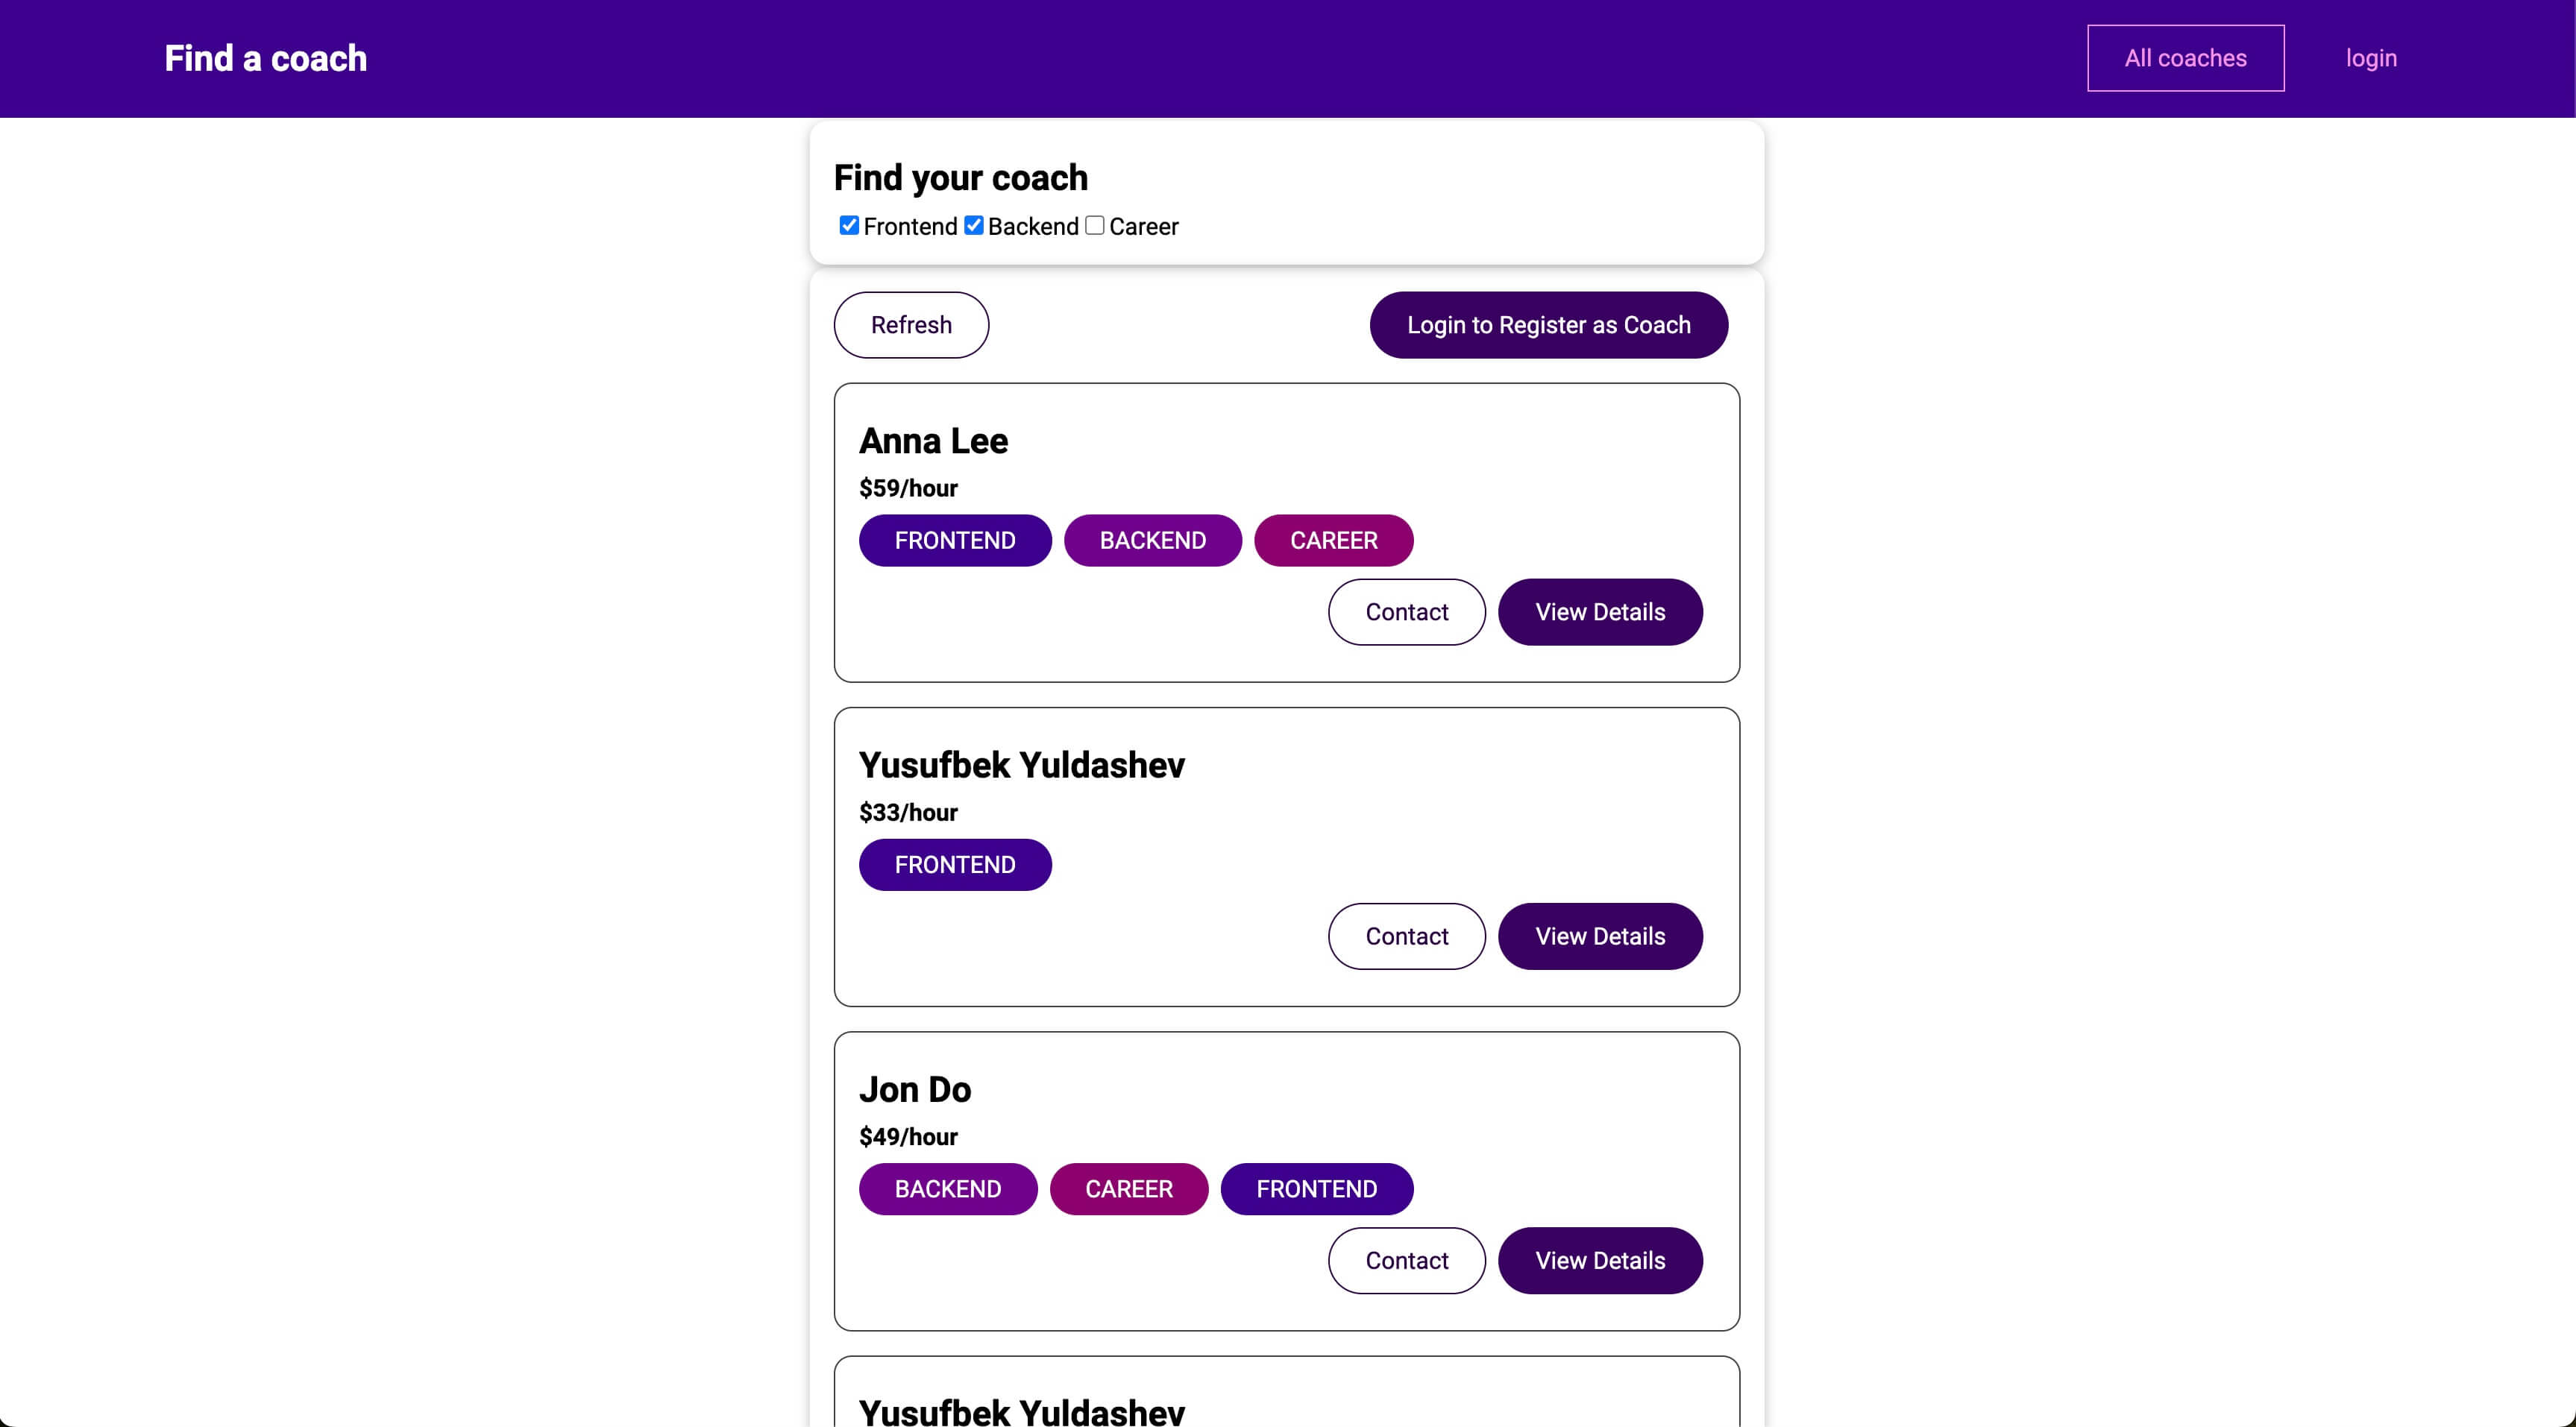 Find a coach
All coaches
login
Find your coach
Frontend Backend Career
Refresh
Login to Register as Coach
Anna Lee
$59/hour
FRONTEND BACKEND CAREER
Contact View Details
Yusufbek Yuldashev
$33/hour
FRONTEND
Contact View Details
Jon Do
$49/hour
BACKEND CAREER FRONTEND
Contact View Details
Yusufbek Yuldashev